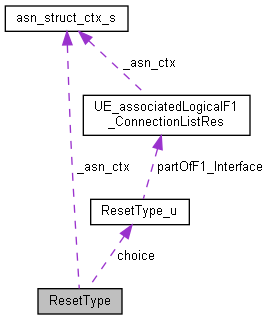 asn_struct_ctx_s
_asn_ctx
UE_associatedLogicalF1
_ConnectionListRes
_asn_ctx
partOfF1_Interface
ResetType_u
choice
ResetType